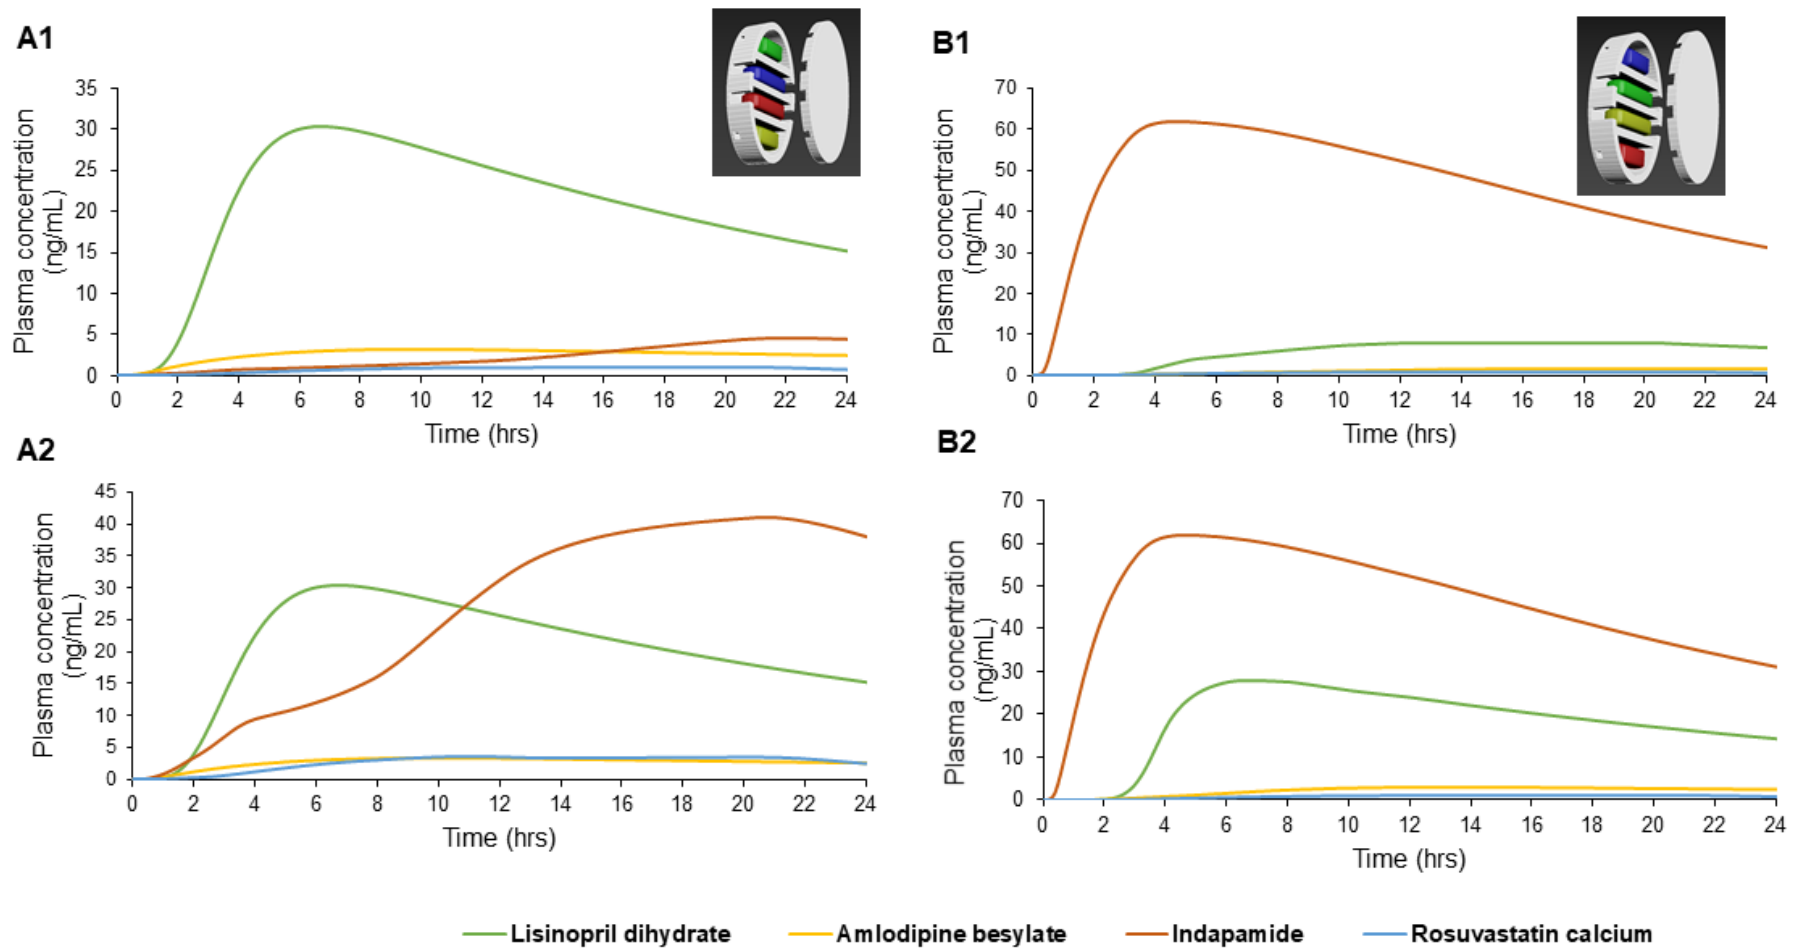 A1
35
30
25
20
15
10
5
0
Plasma concentration
(ng/mL)
0 2 4 6 8 10 12 14 16 18 20 22 24
Time (hrs)
B1
70
60
50
40
30
20
10
0
Plasma concentration
(ng/mL)
0 2 4 6 8 10 12 14 16 18 20 22 24
Time (hrs)
A2
45
40
35
30
25
20
15
10
5
0
Plasma concentration
(ng/mL)
0 2 4 6 8 10 12 14 16 18 20 22 24
Time (hrs)
B2
70
60
50
40
30
20
10
0
Plasma concentration
(ng/mL)
0 2 4 6 8 10 12 14 16 18 20 22 24
Time (hrs)
Lisinopril dihydrate Amlodipine besylate Indapamide Rosuvastatin calcium